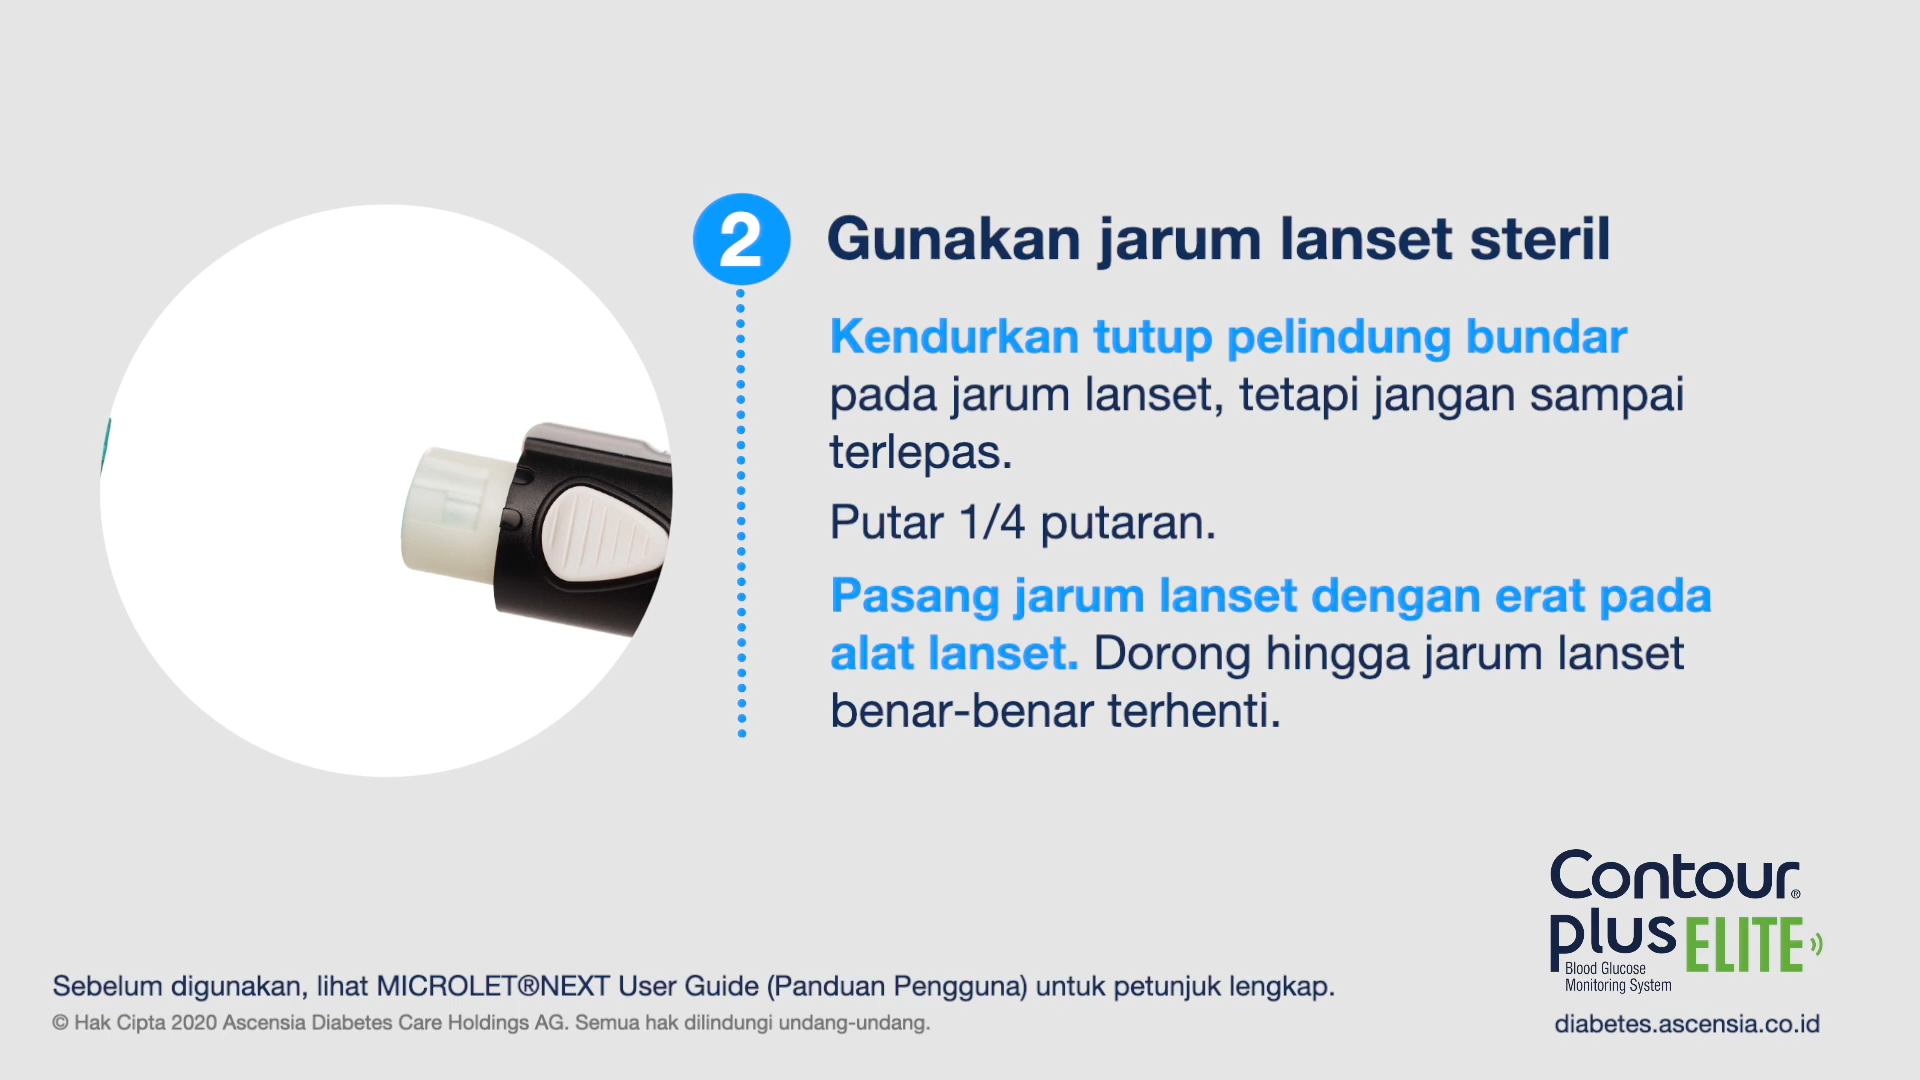 2
Gunakan jarum lanset steril
Kendurkan tutup pelindung bundar
pada jarum lanset, tetapi jangan sampai
terlepas.
Putar 1/4 putaran.
Pasang jarum lanset dengan erat pada
alat lanset. Dorong hingga jarum lanset
benar-benar terhenti.
Contour®
plus ELITE
Blood Glucose
Monitoring System
diabetes.ascensia.co.id
Sebelum digunakan, lihat MICROLET®NEXT User Guide (Panduan Pengguna) untuk petunjuk lengkap.
© Hak Cipta 2020 Ascensia Diabetes Care Holdings AG. Semua hak dilindungi undang-undang.